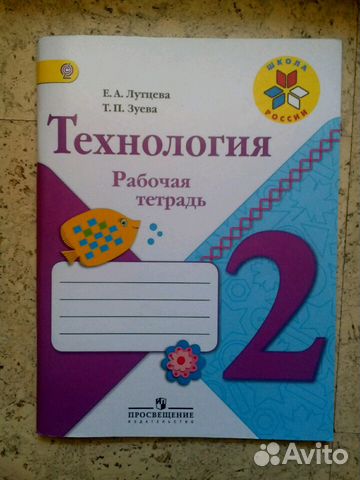 Е. А. Лутцева
Т. П. Зуева
ШКОЛА
РОССИИ
Технология
Рабочая
тетрадь
2
ПРОСВЕЩЕНИЕ
ИЗДАТЕЛЬСТВО
Avito